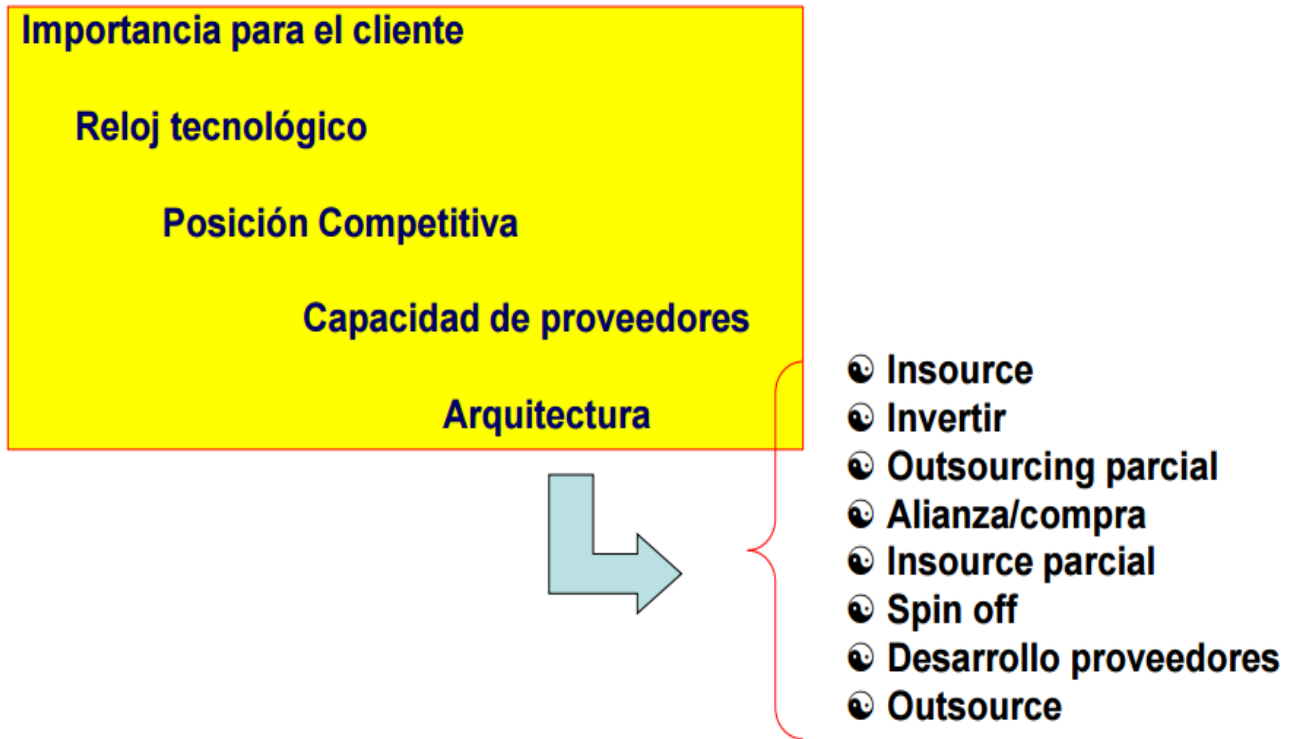 Importancia para el cliente
Reloj tecnológico
Posición Competitiva
Capacidad de proveedores
Arquitectura
☯ Insource
☯ Invertir
☯ Outsourcing parcial
☯ Alianza/compra
☯ Insource parcial
☯ Spin off
☯ Desarrollo proveedores
☯ Outsource